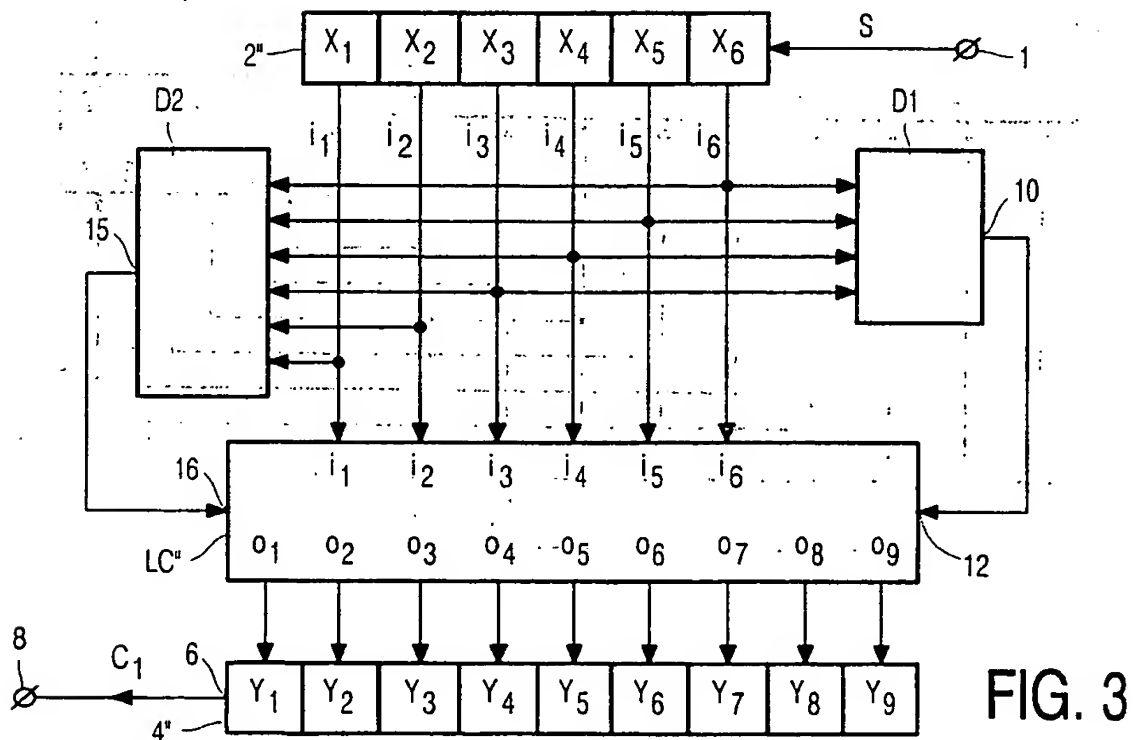 2" X1 X2 X3 X4 X5 X6 S 1
D2 i1 i2 i3 i4 i5 i6 D1
15 10
16 i1 i2 i3 i4 i5 i6
LC" o1 o2 o3 o4 o5 o6 o7 o8 o9 12
8 C1 6 Y1 Y2 Y3 Y4 Y5 Y6 Y7 Y8 Y9
4"
FIG. 3